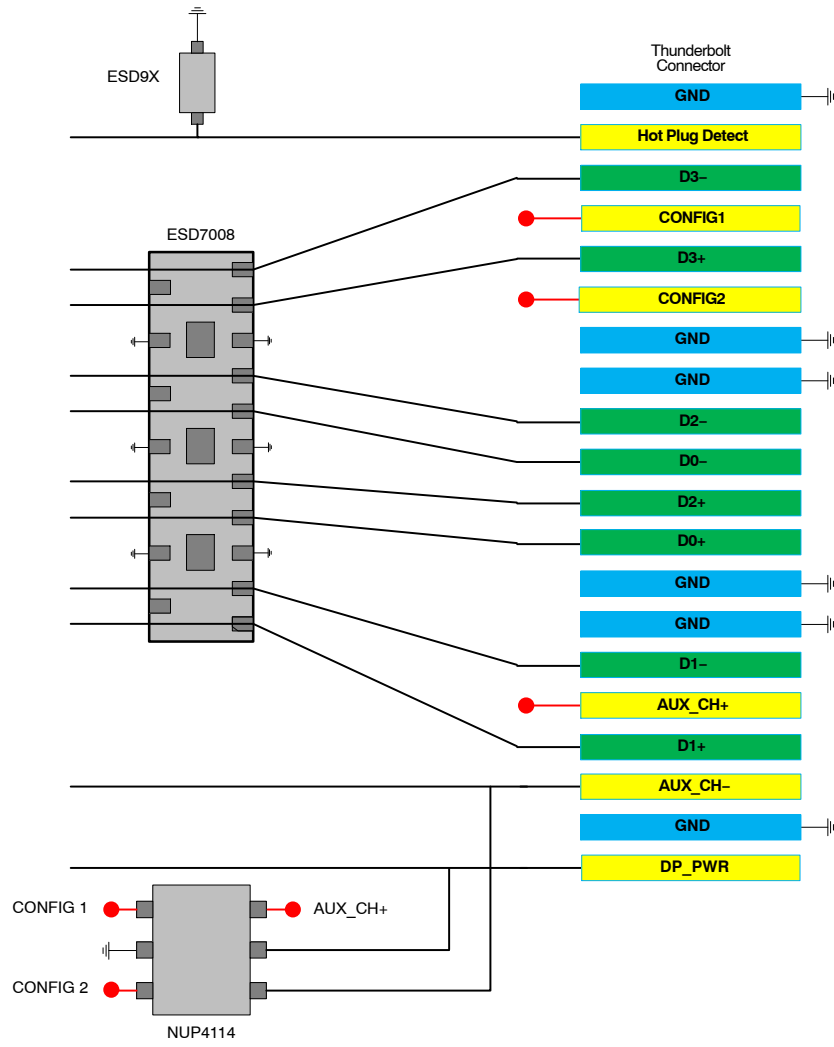 ESD9X
Thunderbolt
Connector
GND
Hot Plug Detect
D3−
CONFIG1
ESD7008
D3+
CONFIG2
GND
GND
D2−
D0−
D2+
D0+
GND
GND
D1−
AUX_CH+
D1+
AUX_CH−
GND
DP_PWR
CONFIG 1
AUX_CH+
CONFIG 2
NUP4114